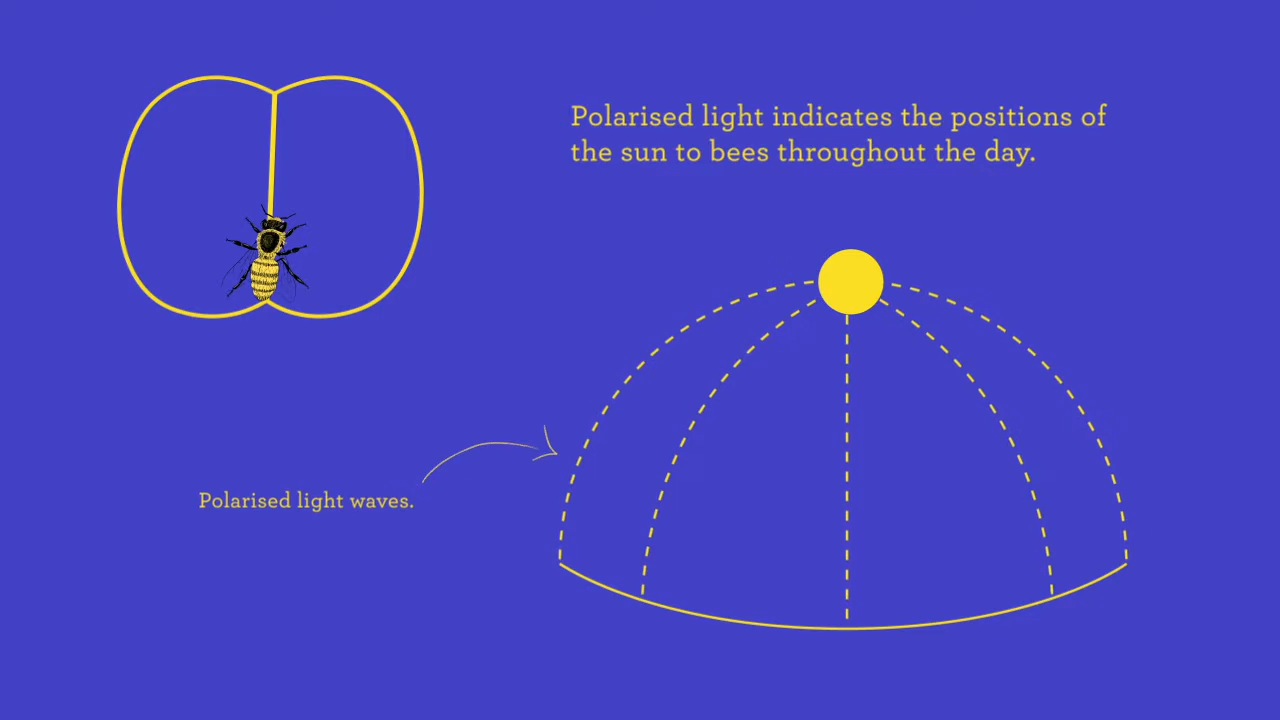 Polarised light indicates the positions of
the sun to bees throughout the day.
Polarised light waves.